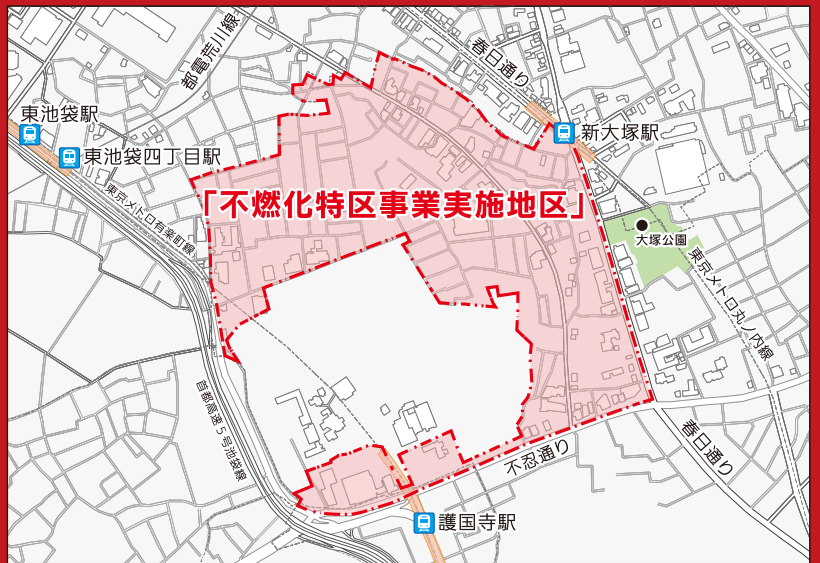 都電荒川線
春日通り
東池袋駅
東池袋四丁目駅
新大塚駅
東京メトロ有楽町線
「不燃化特区事業実施地区」
大塚公園
東京メトロ丸ノ内線
首都高速5号池袋線
不忍通り
春日通り
護国寺駅